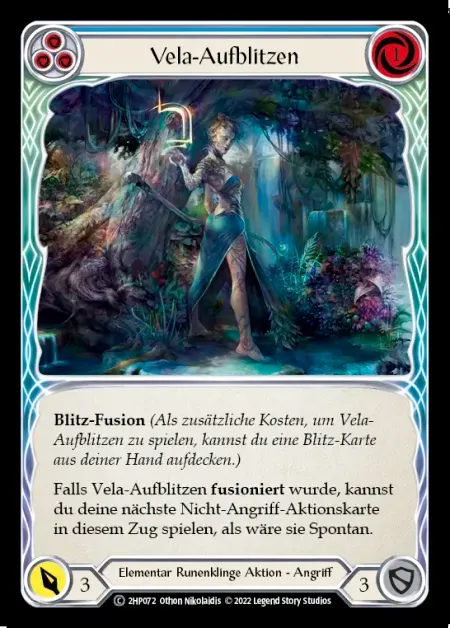 Vela-Aufblitzen
1
Blitz-Fusion (Als zusätzliche Kosten, um Vela-
Aufblitzen zu spielen, kannst du eine Blitz-Karte
aus deiner Hand aufdecken.)
Falls Vela-Aufblitzen fusioniert wurde, kannst
du deine nächste Nicht-Angriff-Aktionskarte
in diesem Zug spielen, als wäre sie Spontan.
3
Elementar Runenklinge Aktion - Angriff
3
C 2HP072 Othon Nikolaidis © 2022 Legend Story Studios